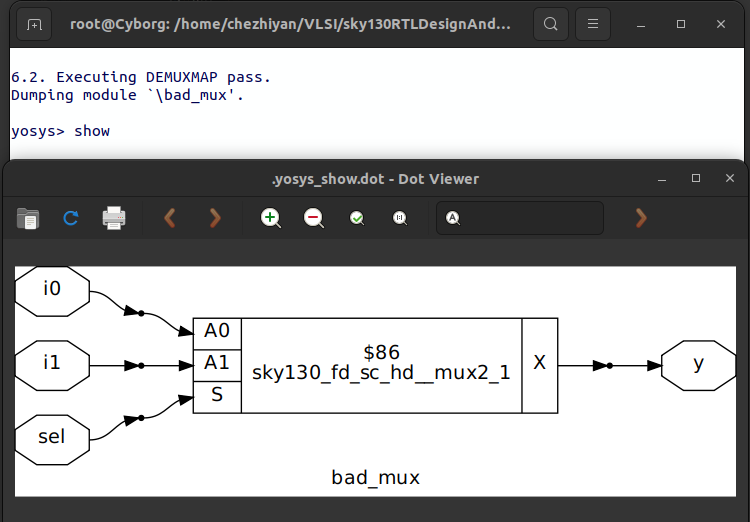 root@Cyborg: /home/chezhiyan/VLSI/sky130RTLDesignAnd...
6.2. Executing DEMUXMAP pass.
Dumping module `\bad_mux'.
yosys> show
.yosys_show.dot - Dot Viewer
i0
i1
sel
A0
A1
S
$86
sky130_fd_sc_hd__mux2_1
X
y
bad_mux